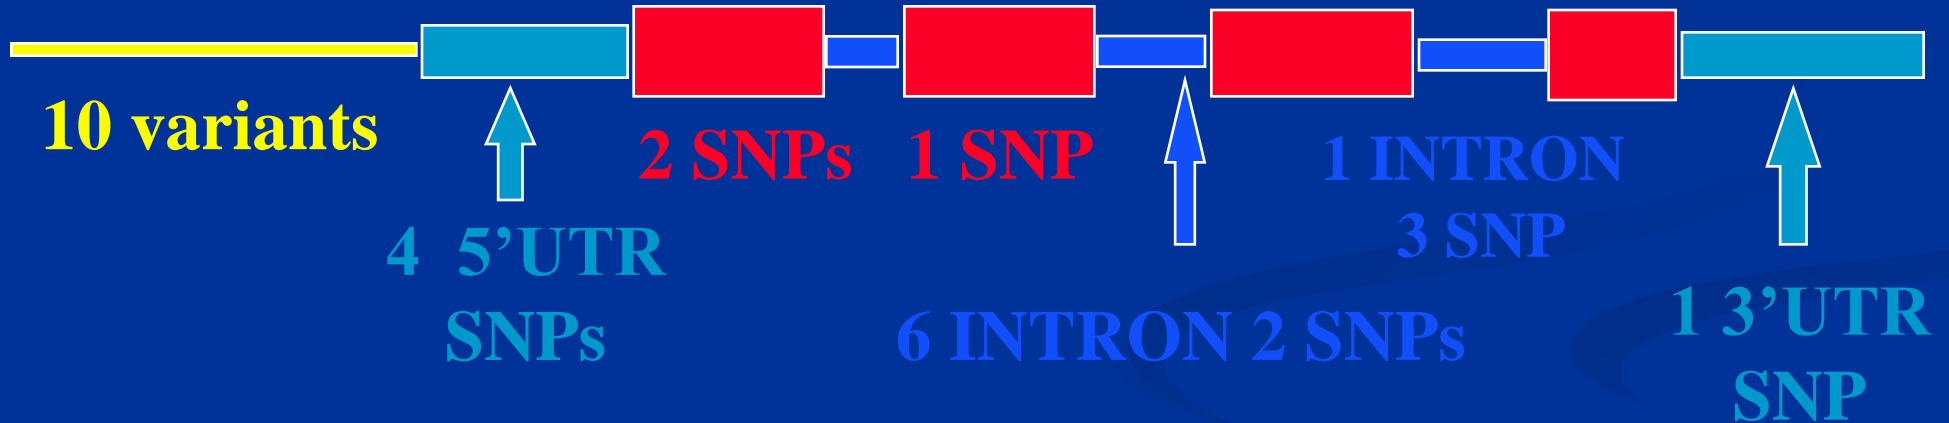 10 variants
2 SNPs
1 SNP
1 INTRON
3 SNP
4 5’UTR
SNPs
6 INTRON 2 SNPs
1 3’UTR
SNP